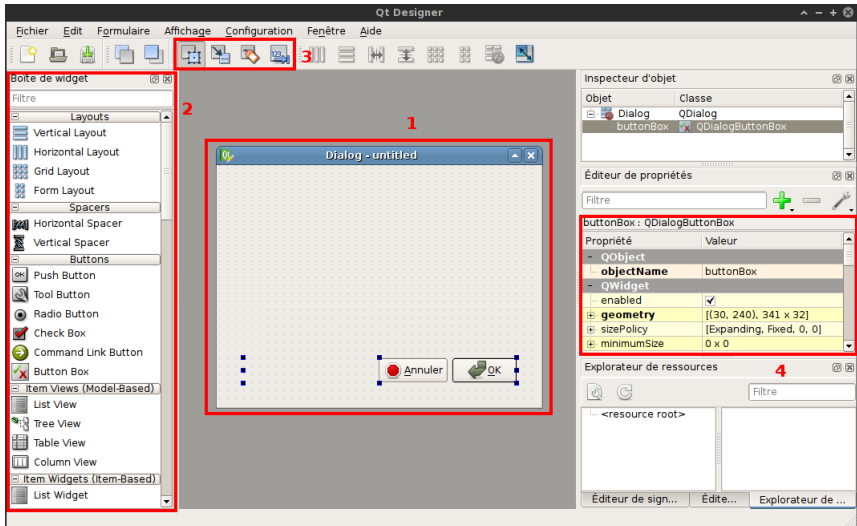 Qt Designer
Fichier Edit Formulaire Affichage Configuration Fenêtre Aide
123
3
Boîte de widget
Filtre
Layouts
Vertical Layout
Horizontal Layout
Grid Layout
Form Layout
Spacers
Horizontal Spacer
Vertical Spacer
Buttons
OK Push Button
Tool Button
Radio Button
Check Box
Command Link Button
Button Box
Item Views (Model-Based)
List View
Tree View
Table View
Column View
Item Widgets (Item-Based)
List Widget
2
1
Dialog - untitled
Annuler
OK
Inspecteur d'objet
Objet Classe
Dialog QDialog
buttonBox QDialogButtonBox
Éditeur de propriétés
Filtre
buttonBox : QDialogButtonBox
Propriété Valeur
QObject
objectName buttonBox
QWidget
enabled
geometry [(30, 240), 341 x 32]
sizePolicy [Expanding, Fixed, 0, 0]
minimumSize 0 x 0
Explorateur de ressources
4
Filtre
<resource root>
Éditeur de sign... Édite... Explorateur de ...